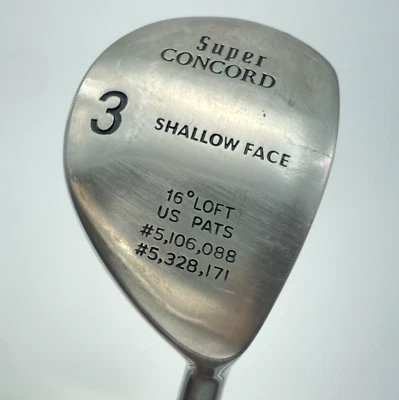 Super
CONCORD
3
SHALLOW FACE
16° LOFT
US PATS
#5,106,088
#5,328,171